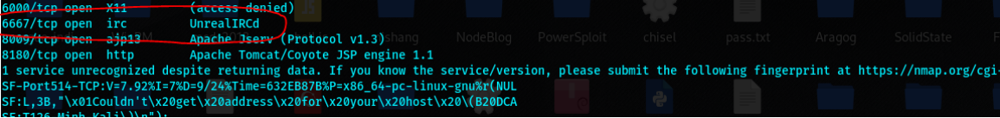 6000/tcp open  X11         (access denied)
6667/tcp open  irc         UnrealIRCd
8009/tcp open  ajp13       Apache Jserv (Protocol v1.3)
8180/tcp open  http        Apache Tomcat/Coyote JSP engine 1.1
1 service unrecognized despite returning data. If you know the service/version, please submit the following fingerprint at https://nmap.org/cgi-
SF-Port514-TCP:V=7.92%I=7%D=9/24%Time=632EB87B%P=x86_64-pc-linux-gnu%r(NUL
SF:L,3B,"\x01Couldn't\x20get\x20address\x20for\x20your\x20host\x20\(B20DCA
SF:T126-Minh-Kali\)\n");
NodeBlog
PowerSploit
chisel
pass.txt
Aragog
SolidState